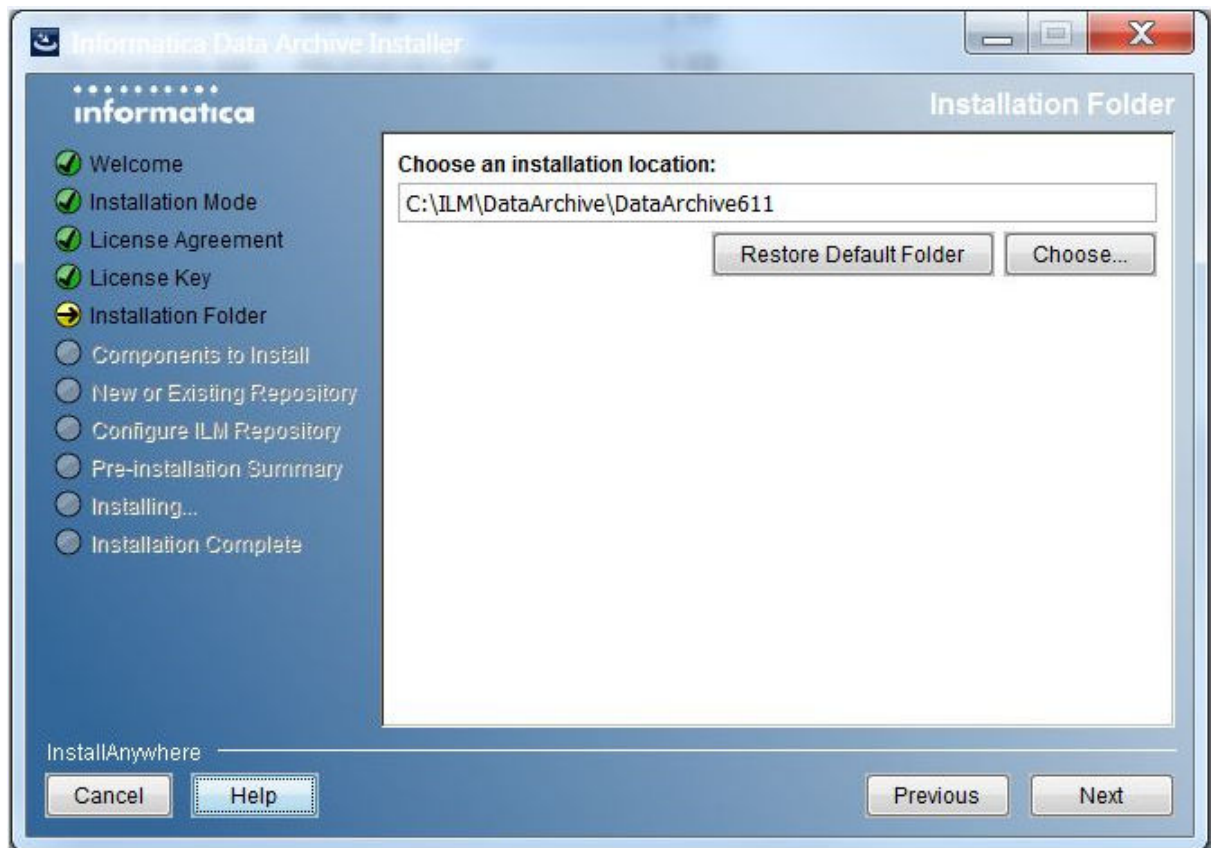 Informatica Data Archive Installer
informatica
Installation Folder
Welcome
Installation Mode
License Agreement
License Key
Installation Folder
Components to Install
New or Existing Repository
Configure ILM Repository
Pre-installation Summary
Installing...
Installation Complete
Choose an installation location:
C:\ILM\DataArchive\DataArchive611
Restore Default Folder Choose...
InstallAnywhere
Cancel Help Previous Next